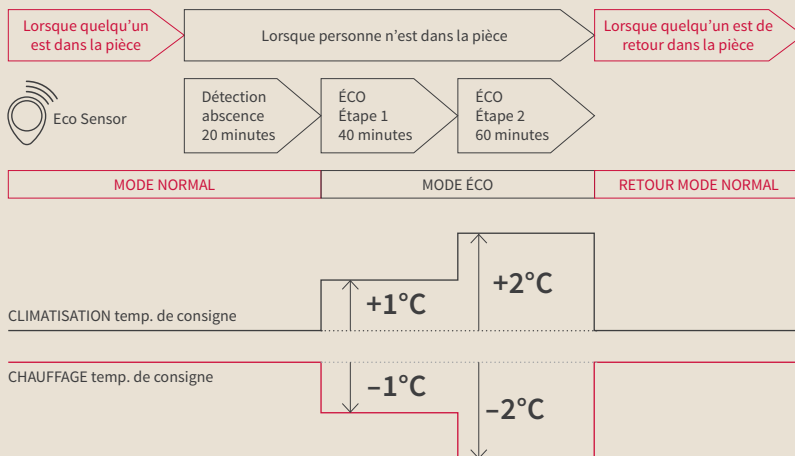 Lorsque quelqu'un
est dans la pièce
Lorsque personne n'est dans la pièce
Lorsque quelqu'un est de
retour dans la pièce
Eco Sensor
Détection
abscence
20 minutes
ÉCO
Étape 1
40 minutes
ÉCO
Étape 2
60 minutes
MODE NORMAL
MODE ÉCO
RETOUR MODE NORMAL
+1°C
+2°C
CLIMATISATION temp. de consigne
CHAUFFAGE temp. de consigne
–1°C
–2°C